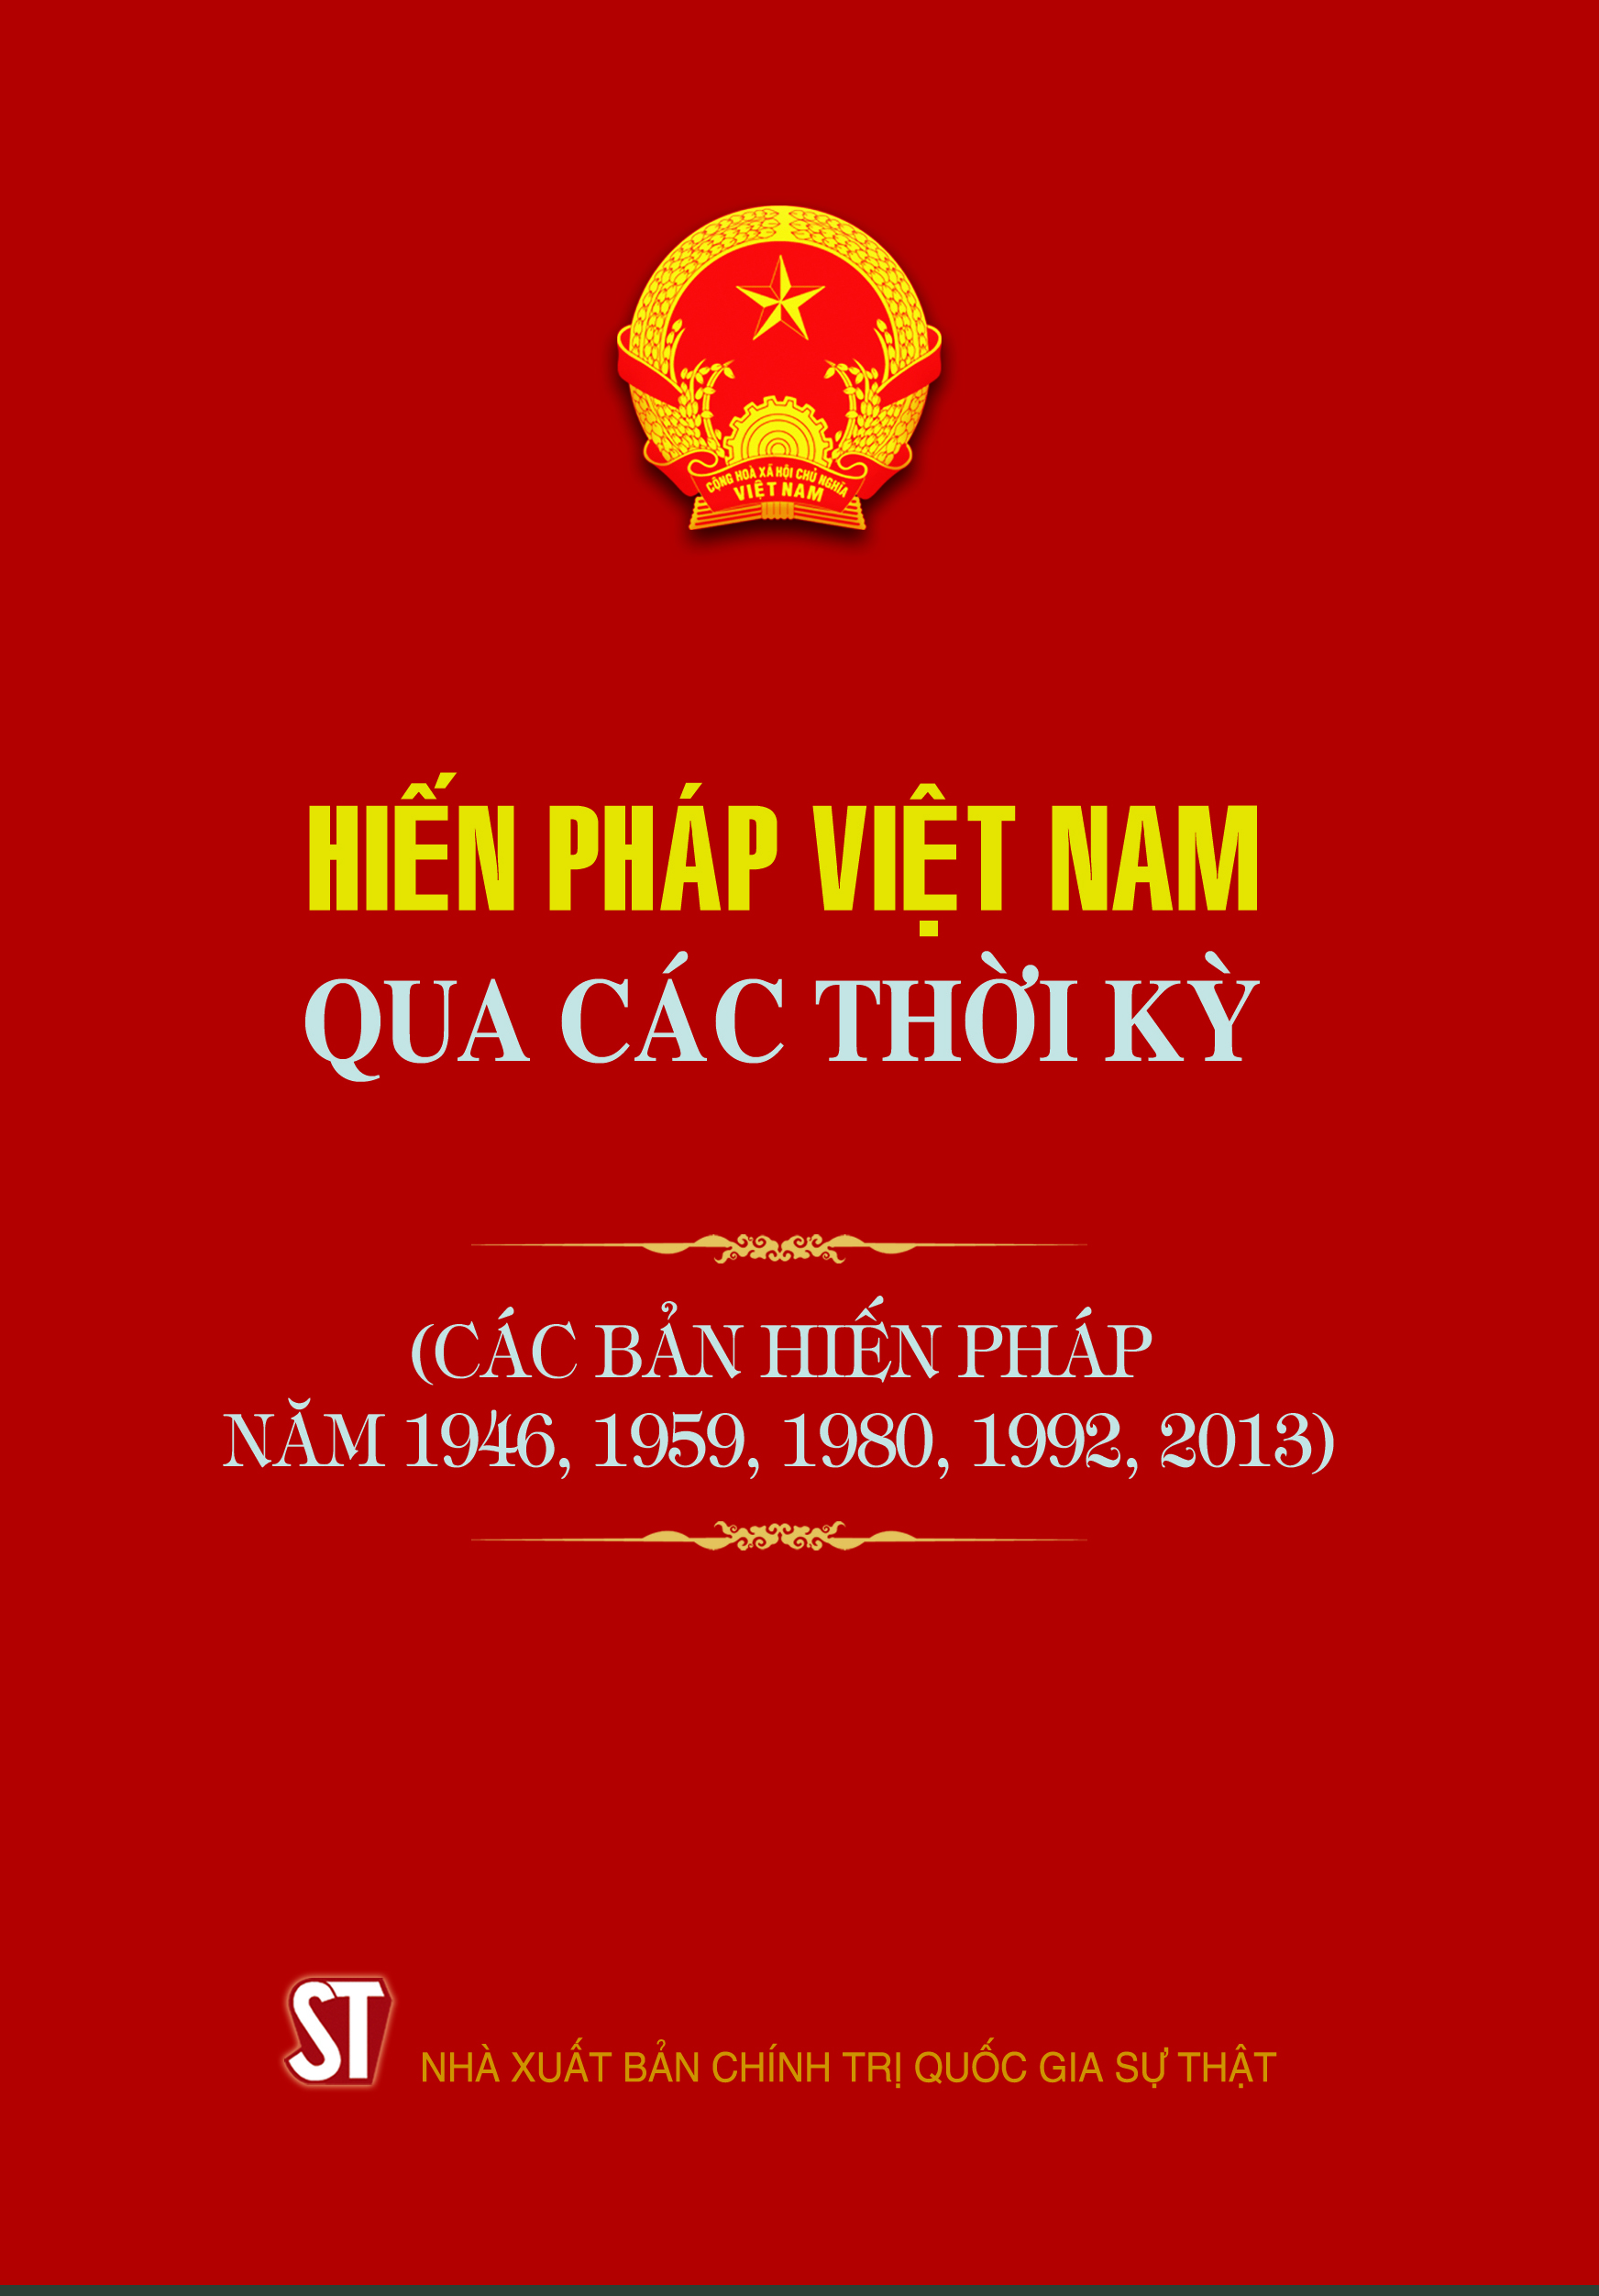 CỘNG HOÀ XÃ HỘI CHỦ NGHĨA
VIỆT NAM
HIẾN PHÁP VIỆT NAM
QUA CÁC THỜI KỲ
(CÁC BẢN HIẾN PHÁP
NĂM 1946, 1959, 1980, 1992, 2013)
ST
NHÀ XUẤT BẢN CHÍNH TRỊ QUỐC GIA SỰ THẬT